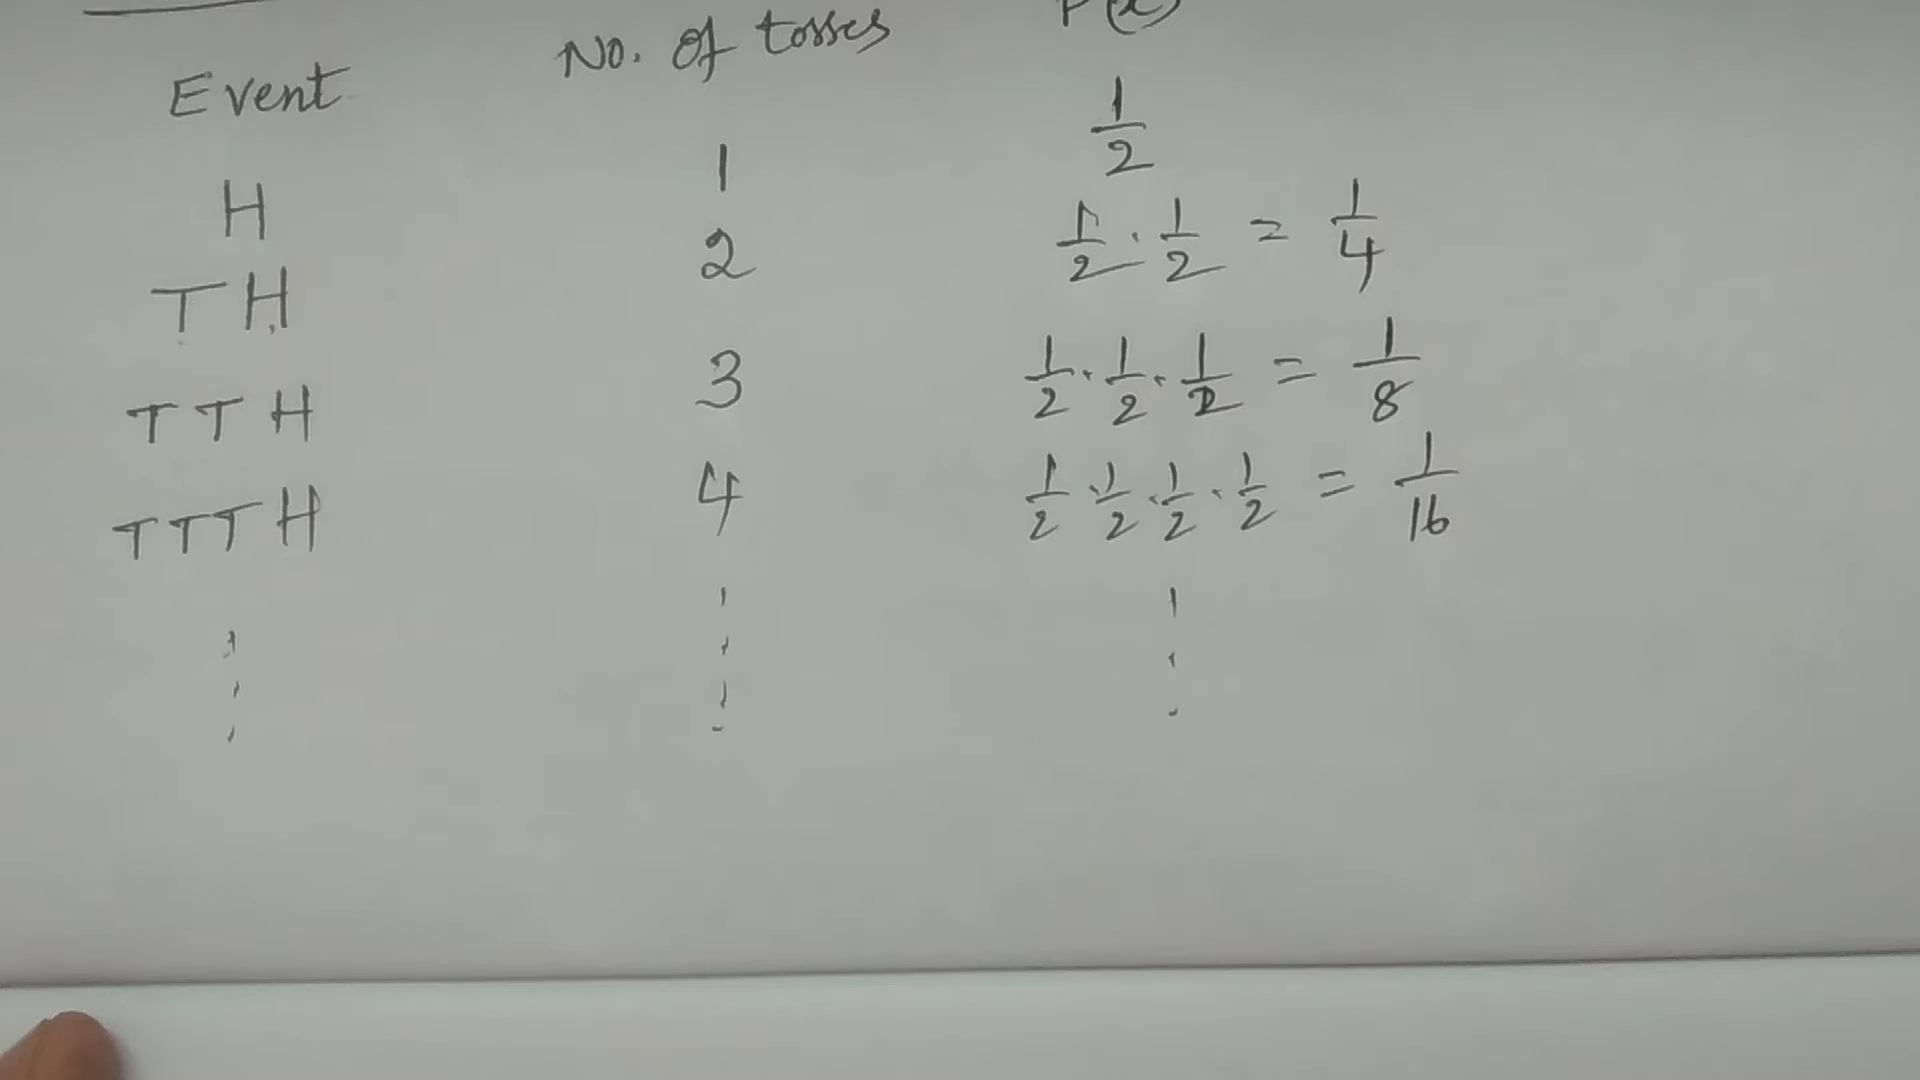 Event No. of tosses P(x)
H 1 1/2
TH 2 1/2 · 1/2 = 1/4
TTH 3 1/2 · 1/2 · 1/2 = 1/8
TTTH 4 1/2 · 1/2 · 1/2 · 1/2 = 1/16